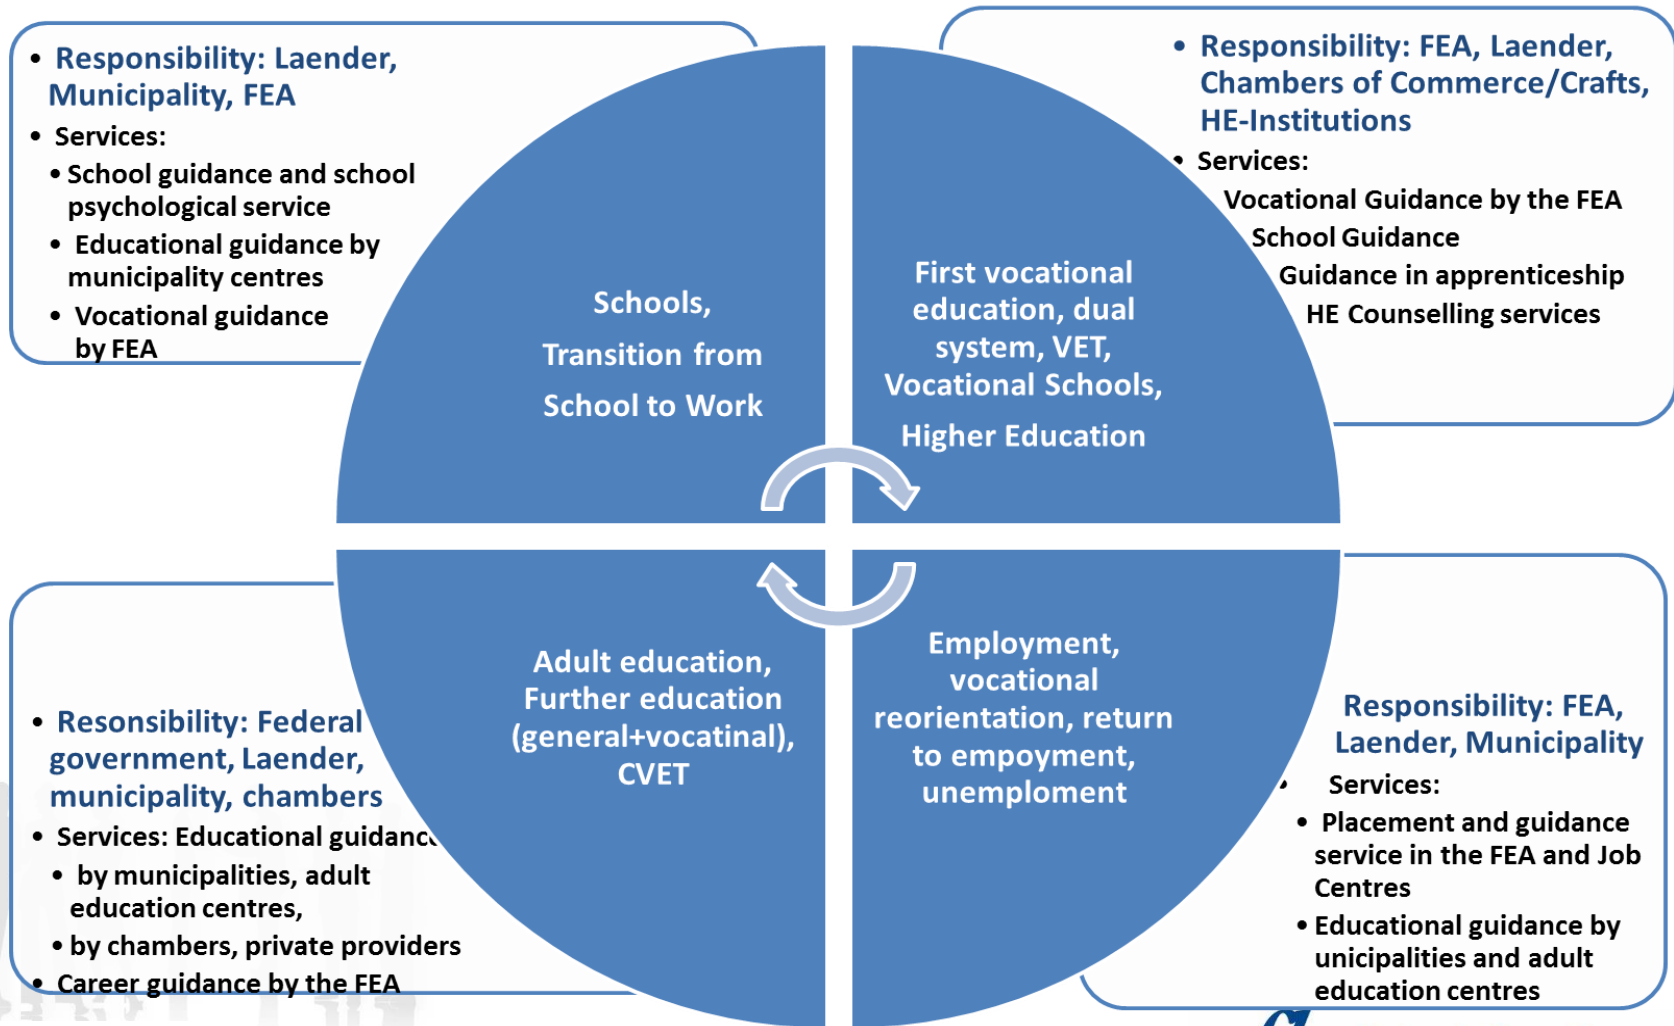 • Responsibility: Laender,
Municipality, FEA
• Services:
• School guidance and school
psychological service
• Educational guidance by
municipality centres
• Vocational guidance
by FEA
• Responsibility: FEA, Laender,
Chambers of Commerce/Crafts,
HE-Institutions
• Services:
Vocational Guidance by the FEA
School Guidance
Guidance in apprenticeship
HE Counselling services
Schools,
Transition from
School to Work
First vocational
education, dual
system, VET,
Vocational Schools,
Higher Education
Adult education,
Further education
(general+vocatinal),
CVET
Employment,
vocational
reorientation, return
to empoyment,
unemploment
• Resonsibility: Federal
government, Laender,
municipality, chambers
• Services: Educational guidance
• by municipalities, adult
education centres,
• by chambers, private providers
• Career guidance by the FEA
Responsibility: FEA,
Laender, Municipality
• Services:
• Placement and guidance
service in the FEA and Job
Centres
• Educational guidance by
unicipalities and adult
education centres